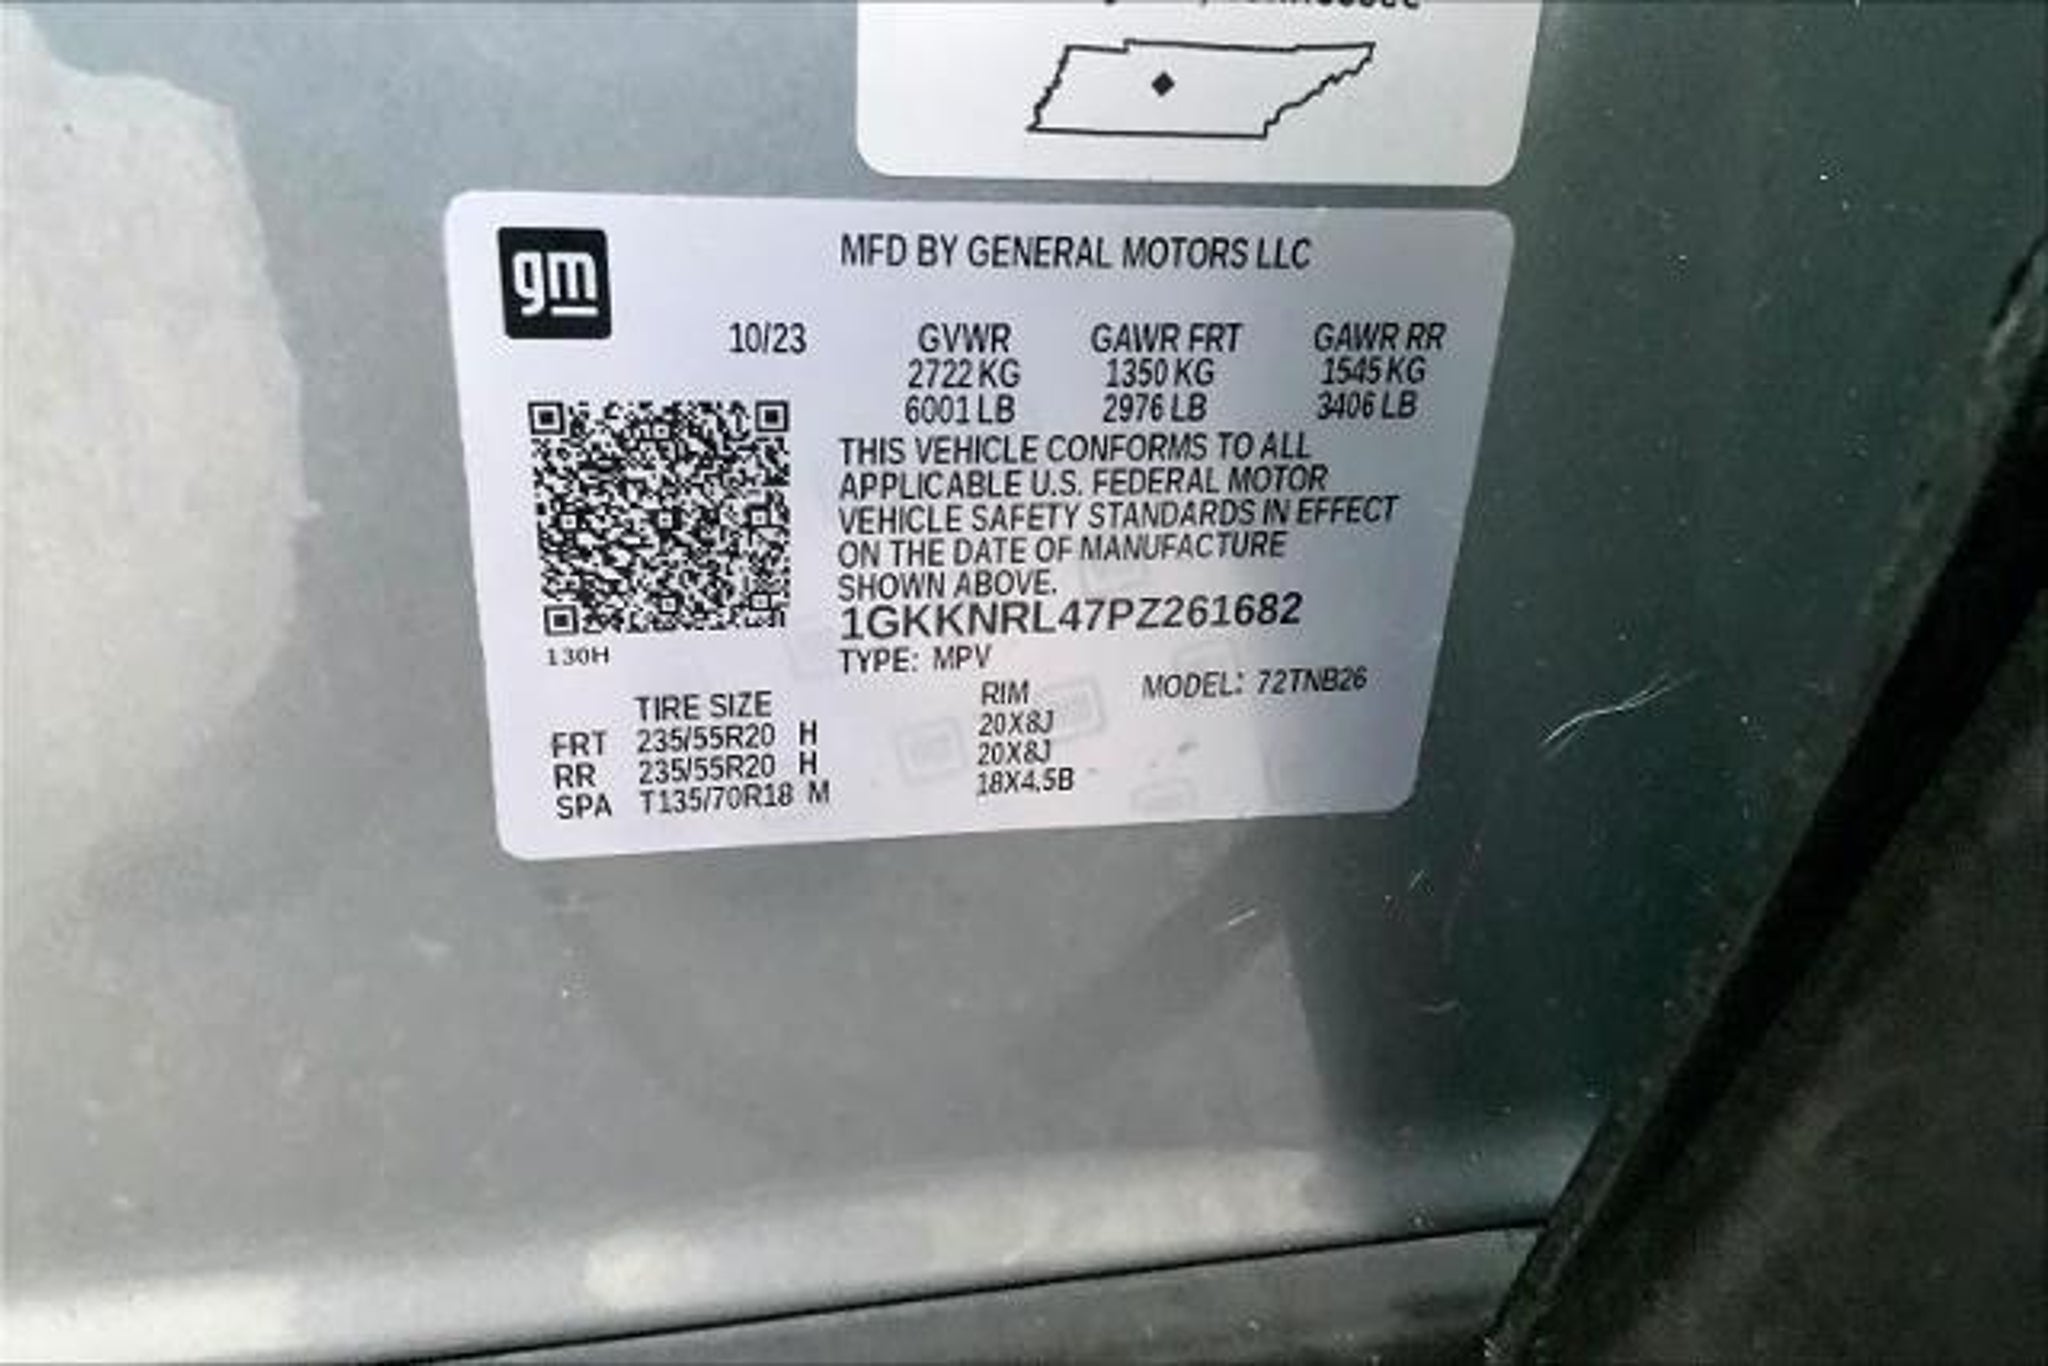 gm
MFD BY GENERAL MOTORS LLC
10/23 GVWR GAWR FRT GAWR RR
2722 KG 1350 KG 1545 KG
6001 LB 2976 LB 3406 LB
THIS VEHICLE CONFORMS TO ALL
APPLICABLE U.S. FEDERAL MOTOR
VEHICLE SAFETY STANDARDS IN EFFECT
ON THE DATE OF MANUFACTURE
SHOWN ABOVE.
1GKKNRL47PZ261682
130H
TYPE: MPV
MODEL: 72TNB26
TIRE SIZE RIM
FRT 235/55R20 H 20X8J
RR 235/55R20 H 20X8J
SPA T135/70R18 M 18X4.5B